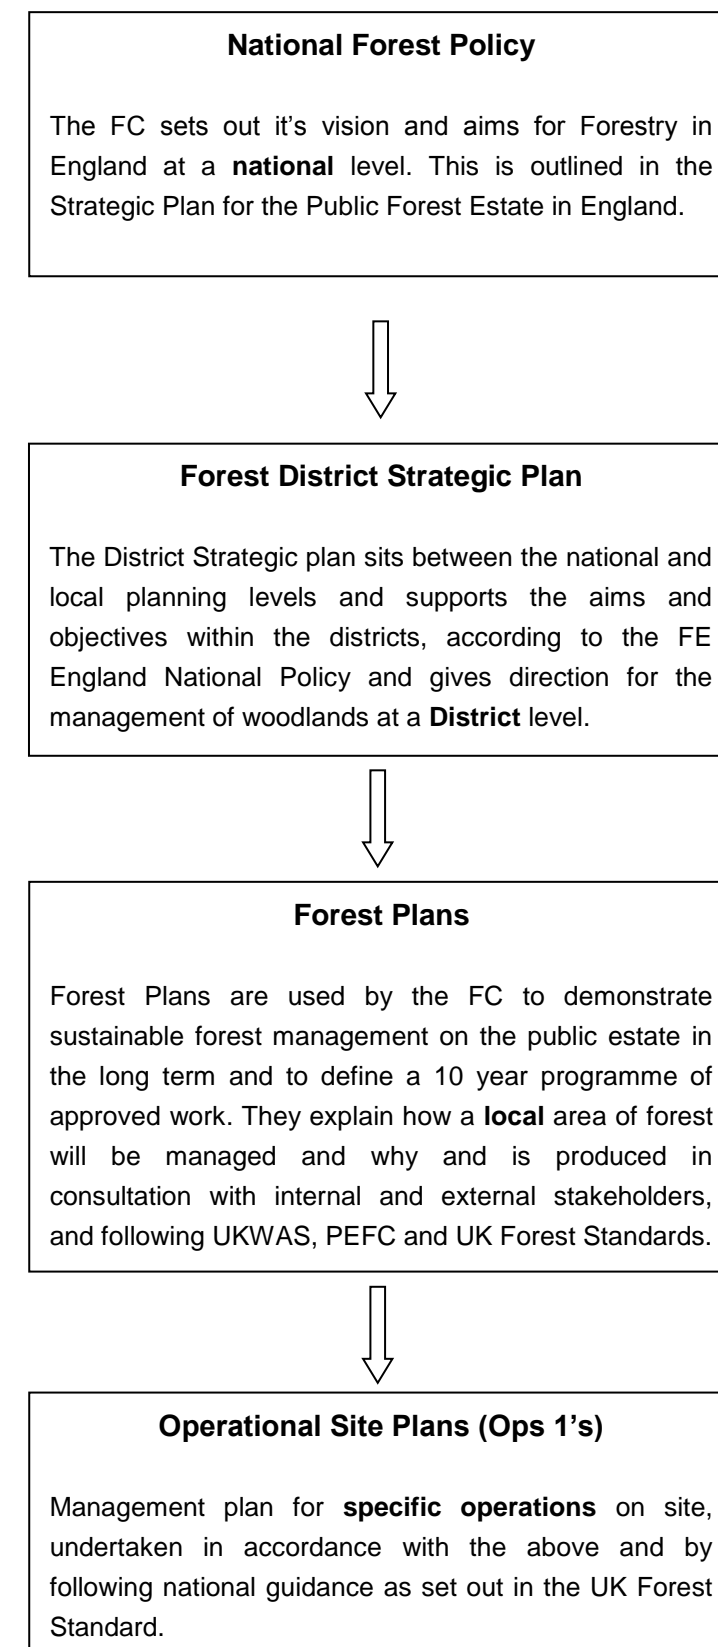 National Forest Policy
The FC sets out it's vision and aims for Forestry in
England at a national level. This is outlined in the
Strategic Plan for the Public Forest Estate in England.
Forest District Strategic Plan
The District Strategic plan sits between the national and
local planning levels and supports the aims and
objectives within the districts, according to the FE
England National Policy and gives direction for the
management of woodlands at a District level.
Forest Plans
Forest Plans are used by the FC to demonstrate
sustainable forest management on the public estate in
the long term and to define a 10 year programme of
approved work. They explain how a local area of forest
will be managed and why and is produced in
consultation with internal and external stakeholders,
and following UKWAS, PEFC and UK Forest Standards.
Operational Site Plans (Ops 1's)
Management plan for specific operations on site,
undertaken in accordance with the above and by
following national guidance as set out in the UK Forest
Standard.